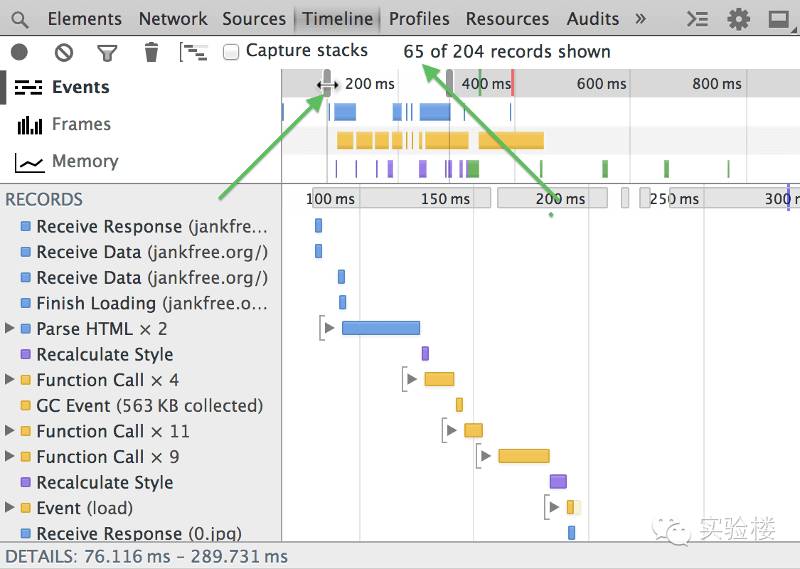 Elements Network Sources Timeline Profiles Resources Audits »
Capture stacks 65 of 204 records shown
Events
Frames
Memory
200 ms 400 ms 600 ms 800 ms
RECORDS
100 ms 150 ms 200 ms 250 ms 300 m
Receive Response (jankfre...
Receive Data (jankfree.org/)
Receive Data (jankfree.org/)
Finish Loading (jankfree.o...
Parse HTML × 2
Recalculate Style
Function Call × 4
GC Event (563 KB collected)
Function Call × 11
Function Call × 9
Recalculate Style
Event (load)
Receive Response (0.jpg)
DETAILS: 76.116 ms – 289.731 ms
实验楼